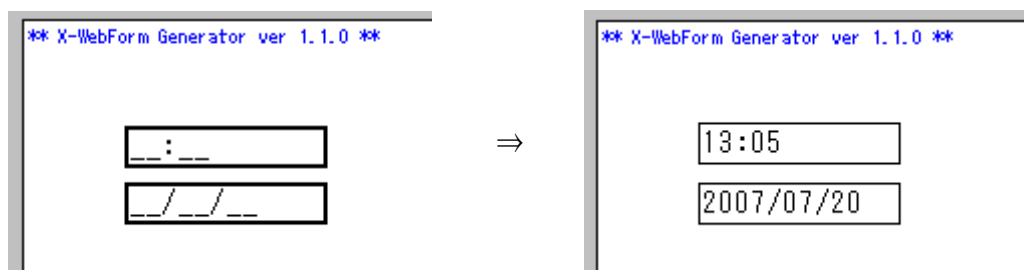 ** X-WebForm Generator ver 1.1.0 **
__:__
__/__/__
⇒
** X-WebForm Generator ver 1.1.0 **
13:05
2007/07/20